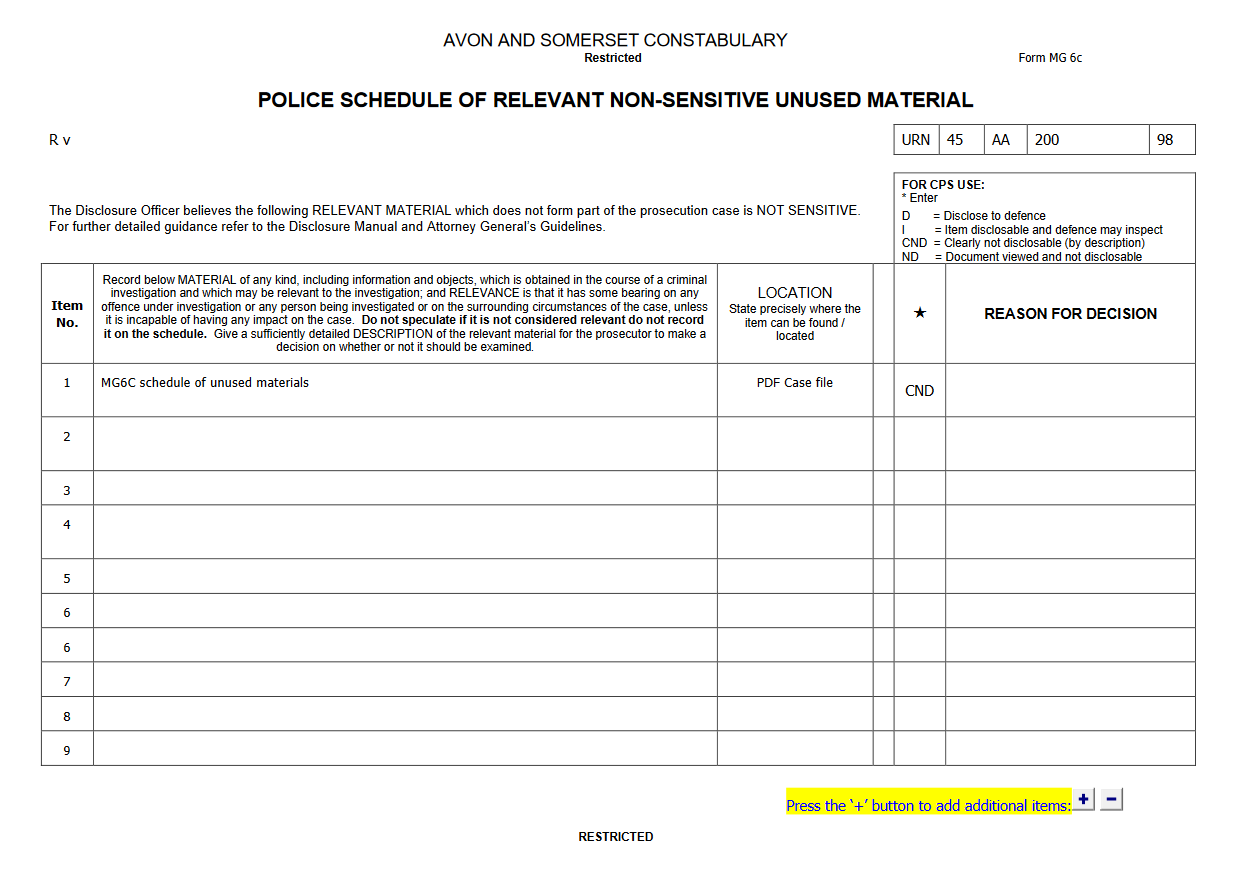 AVON AND SOMERSET CONSTABULARY
Restricted
Form MG 6c
POLICE SCHEDULE OF RELEVANT NON-SENSITIVE UNUSED MATERIAL
R v
URN 45 AA 200 98
The Disclosure Officer believes the following RELEVANT MATERIAL which does not form part of the prosecution case is NOT SENSITIVE.
For further detailed guidance refer to the Disclosure Manual and Attorney General's Guidelines.
FOR CPS USE:
* Enter
D = Disclose to defence
I = Item disclosable and defence may inspect
CND = Clearly not disclosable (by description)
ND = Document viewed and not disclosable
Item
No.
Record below MATERIAL of any kind, including information and objects, which is obtained in the course of a criminal
investigation and which may be relevant to the investigation; and RELEVANCE is that it has some bearing on any
offence under investigation or any person being investigated or on the surrounding circumstances of the case, unless
it is incapable of having any impact on the case. Do not speculate if it is not considered relevant do not record
it on the schedule. Give a sufficiently detailed DESCRIPTION of the relevant material for the prosecutor to make a
decision on whether or not it should be examined.
LOCATION
State precisely where the
item can be found /
located
★
REASON FOR DECISION
1 MG6C schedule of unused materials PDF Case file CND
2
3
4
5
6
6
7
8
9
Press the ‘+’ button to add additional items: + −
RESTRICTED